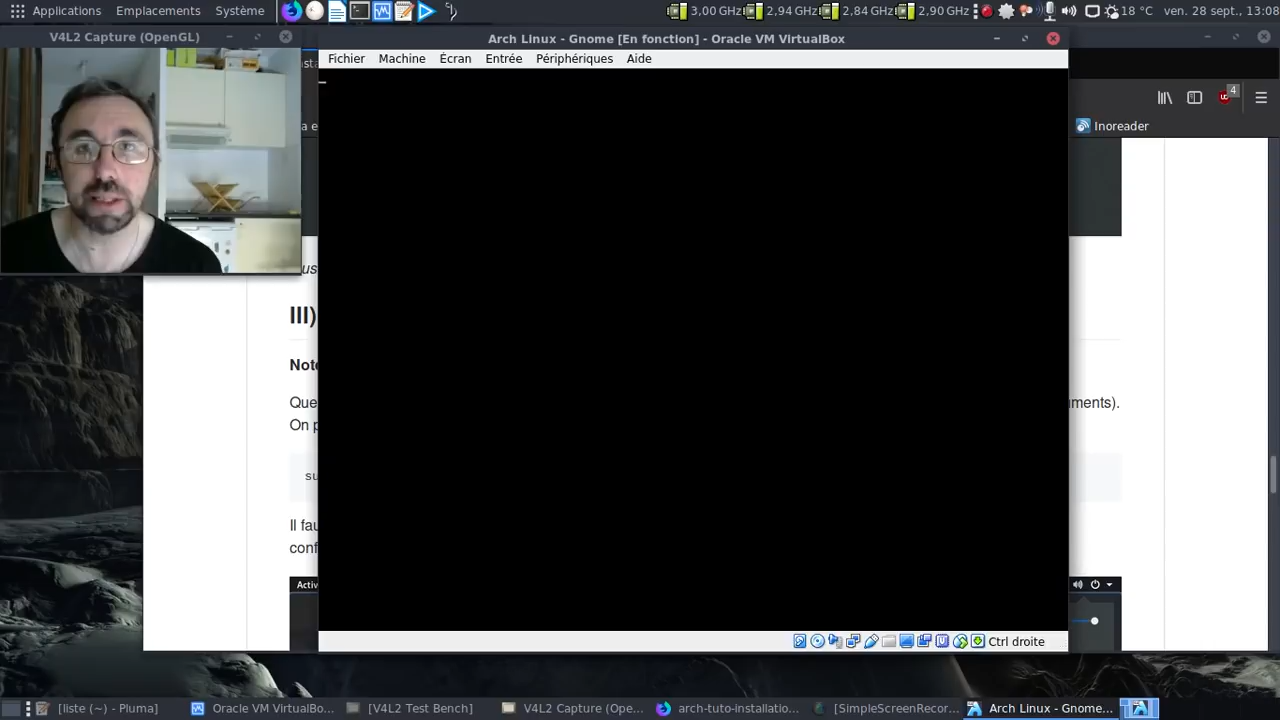 Applications Emplacements Système 3,00 GHz 2,94 GHz 2,84 GHz 2,90 GHz 18 °C ven. 28 sept., 13:08
V4L2 Capture (OpenGL)
Arch Linux - Gnome [En fonction] - Oracle VM VirtualBox
Fichier Machine Écran Entrée Périphériques Aide
4
Inoreader
III)
Note
Que
ments).
On p
su
Il fau
conf
Activ
Ctrl droite
[liste (~) - Pluma] Oracle VM VirtualBo... [V4L2 Test Bench] V4L2 Capture (Ope... arch-tuto-installatio... [SimpleScreenRecor... Arch Linux - Gnome...